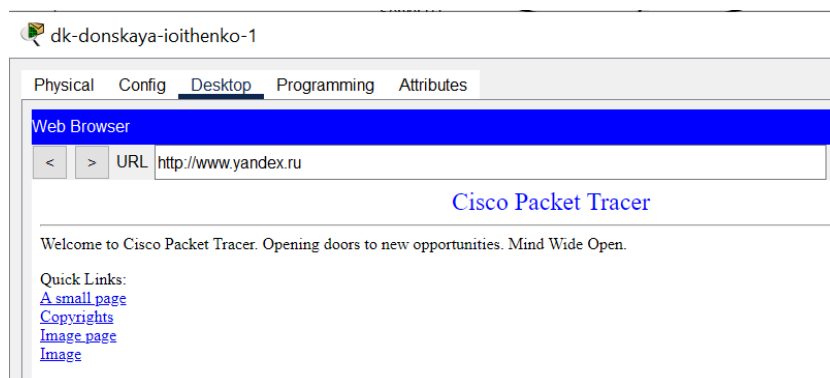 dk-donskaya-ioithenko-1
Physical Config Desktop Programming Attributes
Web Browser
< > URL http://www.yandex.ru
Cisco Packet Tracer
Welcome to Cisco Packet Tracer. Opening doors to new opportunities. Mind Wide Open.
Quick Links:
A small page
Copyrights
Image page
Image